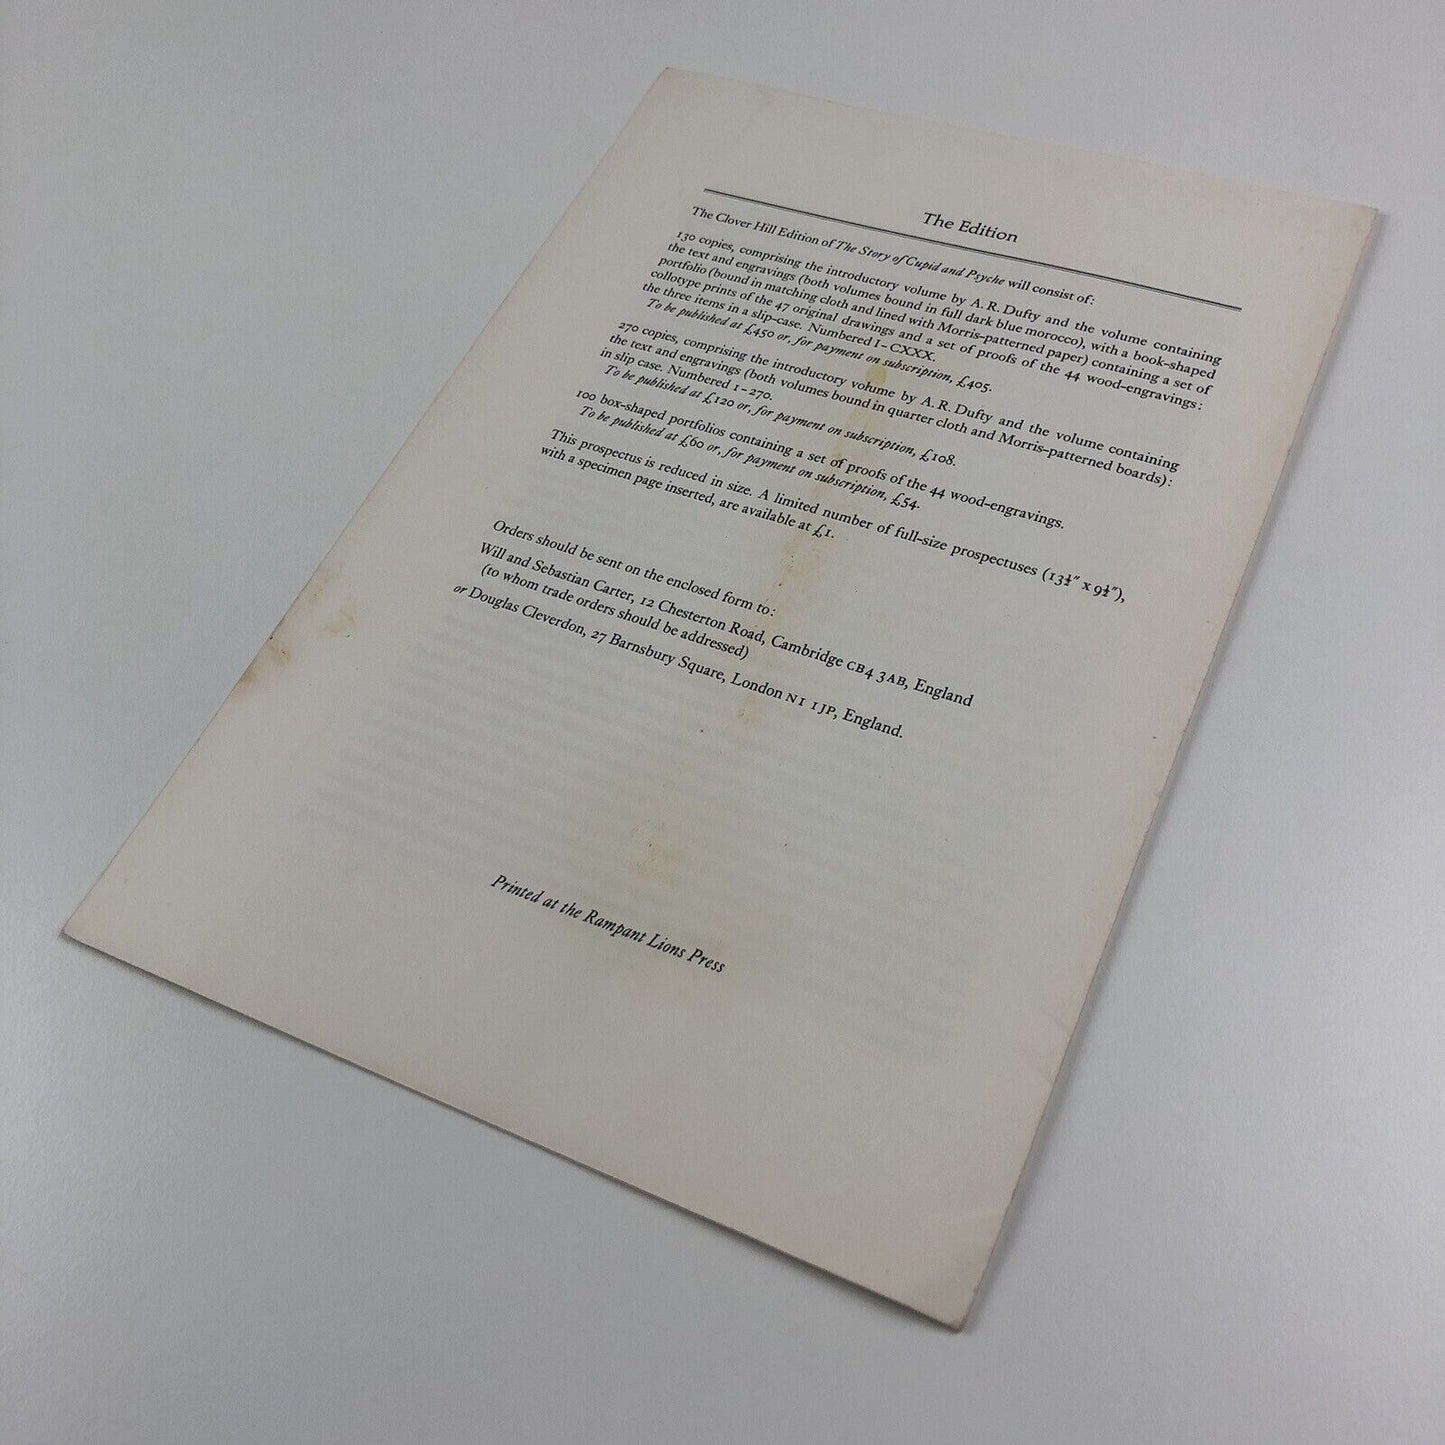 The Edition
The Clover Hill Edition of The Story of Cupid and Psyche will consist of:
130 copies, comprising the introductory volume by A. R. Dufty and the volume containing
the text and engravings (both volumes bound in full dark blue morocco), with a book-shaped
portfolio (bound in matching cloth and lined with Morris-patterned paper) containing a set of
collotype prints of the 47 original drawings and a set of proofs of the 44 wood-engravings:
the three items in a slip-case. Numbered I – CXXX.
To be published at £450 or, for payment on subscription, £405.
270 copies, comprising the introductory volume by A. R. Dufty and the volume containing
the text and engravings (both volumes bound in quarter cloth and Morris-patterned boards):
in slip case. Numbered 1 – 270.
To be published at £120 or, for payment on subscription, £108.
100 box-shaped portfolios containing a set of proofs of the 44 wood-engravings.
To be published at £60 or, for payment on subscription, £54.
This prospectus is reduced in size. A limited number of full-size prospectuses (13½" x 9½"),
with a specimen page inserted, are available at £1.
Orders should be sent on the enclosed form to:
Will and Sebastian Carter, 12 Chesterton Road, Cambridge CB4 3AB, England
(to whom trade orders should be addressed)
or Douglas Cleverdon, 27 Barnsbury Square, London N1 1JP, England.
Printed at the Rampant Lions Press